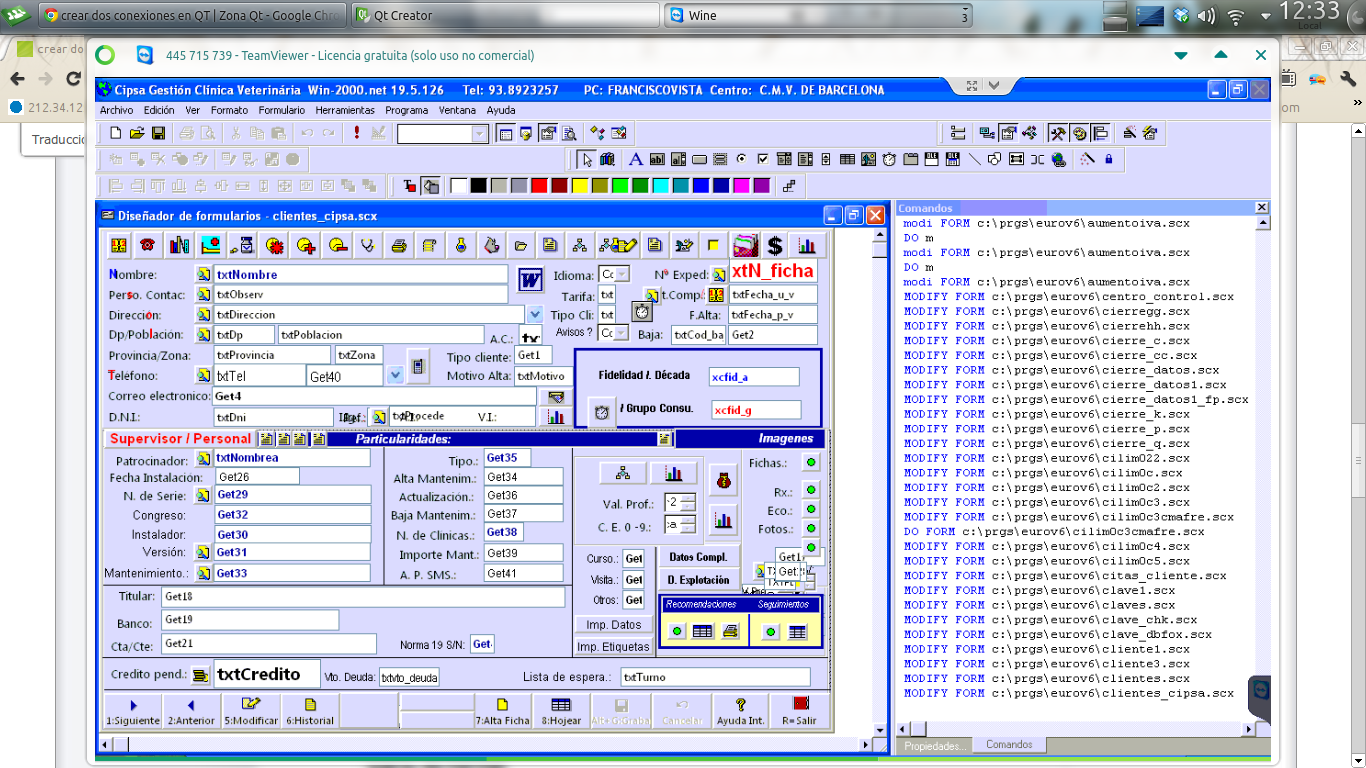 crear dos conexiones en QT | Zona Qt - Google Chro
Qt Creator
Wine
3
12:33
Local
crear dos
445 715 739 - TeamViewer - Licencia gratuita (solo uso no comercial)
212.34.12
om
»
Traducció
Cipsa Gestión Clínica Veterinária Win-2000.net 19.5.126 Tel: 93.8923257 PC: FRANCISCOVISTA Centro: C.M.V. DE BARCELONA
Archivo Edición Ver Formato Formulario Herramientas Programa Ventana Ayuda
Diseñador de formularios - clientes_cipsa.scx
Nombre: txtNombre Idioma: Cc Nº Exped: xtN_ficha
Perso. Contac: txtObserv Tarifa: txt t.Comp/ txtFecha_u_v
Dirección: txtDireccion Tipo Cli: txt F.Alta: txtFecha_p_v
Dp/Población: txtDp txtPoblacion A.C.: Avisos ? Cc Baja: txtCod_ba Get2
Provincia/Zona: txtProvincia txtZona Tipo cliente: Get1
Teléfono: txtTel Get40 Motivo Alta: txtMotivo
Fidelidad /. Década xcfid_a
Correo electronico: Get4
D.N.I.: txtDni txtProcede V.I.:
/ Grupo Consu. xcfid_g
Supervisor / Personal Particularidades: Imagenes
Patrocinador: txtNombrea Tipo.: Get35 Fichas.:
Fecha Instalación: Get26 Alta Mantenim.: Get34
N. de Serie: Get29 Actualización.: Get36 Val. Prof.: :2 Rx.:
Congreso: Get32 Baja Mantenim.: Get37 Eco.:
Instalador: Get30 N. de Clinicas.: Get38 C. E. 0 -9.: :a Fotos.:
Versión: Get31 Importe Mant.: Get39 Curso.: Get Datos Compl. Get1
Mantenimiento.: Get33 A. P. SMS.: Get41 Visita.: Get D. Explotación Get
Titular: Get18 Otros: Get Recomendaciones Seguimientos
Banco: Get19 Imp. Datos
Cta/Cte: Get21 Norma 19 S/N: Get· Imp. Etiquetas
Credito pend.: txtCredito Vto. Deuda: txtvto_deuda Lista de espera.: txtTurno
1:Siguiente 2:Anterior 5:Modificar 6:Historial 7:Alta Ficha 8:Hojear Alta G:Grabar Cancelar Ayuda Int. R=Salir
Comandos
modi FORM c:\prgs\eurov6\aumentoiva.scx
DO m
modi FORM c:\prgs\eurov6\aumentoiva.scx
DO m
modi FORM c:\prgs\eurov6\aumentoiva.scx
MODIFY FORM c:\prgs\eurov6\centro_control.scx
MODIFY FORM c:\prgs\eurov6\cierregg.scx
MODIFY FORM c:\prgs\eurov6\cierrehh.scx
MODIFY FORM c:\prgs\eurov6\cierre_c.scx
MODIFY FORM c:\prgs\eurov6\cierre_cc.scx
MODIFY FORM c:\prgs\eurov6\cierre_datos.scx
MODIFY FORM c:\prgs\eurov6\cierre_datos1.scx
MODIFY FORM c:\prgs\eurov6\cierre_datos1_fp.scx
MODIFY FORM c:\prgs\eurov6\cierre_k.scx
MODIFY FORM c:\prgs\eurov6\cierre_p.scx
MODIFY FORM c:\prgs\eurov6\cierre_q.scx
MODIFY FORM c:\prgs\eurov6\cilim022.scx
MODIFY FORM c:\prgs\eurov6\cilim0c.scx
MODIFY FORM c:\prgs\eurov6\cilim0c2.scx
MODIFY FORM c:\prgs\eurov6\cilim0c3.scx
MODIFY FORM c:\prgs\eurov6\cilim0c3cmafre.scx
DO FORM c:\prgs\eurov6\cilim0c3cmafre.scx
MODIFY FORM c:\prgs\eurov6\cilim0c4.scx
MODIFY FORM c:\prgs\eurov6\cilim0c5.scx
MODIFY FORM c:\prgs\eurov6\citas_cliente.scx
MODIFY FORM c:\prgs\eurov6\clave1.scx
MODIFY FORM c:\prgs\eurov6\claves.scx
MODIFY FORM c:\prgs\eurov6\clave_chk.scx
MODIFY FORM c:\prgs\eurov6\clave_dbfox.scx
MODIFY FORM c:\prgs\eurov6\cliente1.scx
MODIFY FORM c:\prgs\eurov6\cliente3.scx
MODIFY FORM c:\prgs\eurov6\clientes.scx
MODIFY FORM c:\prgs\eurov6\clientes_cipsa.scx
Propiedades... Comandos